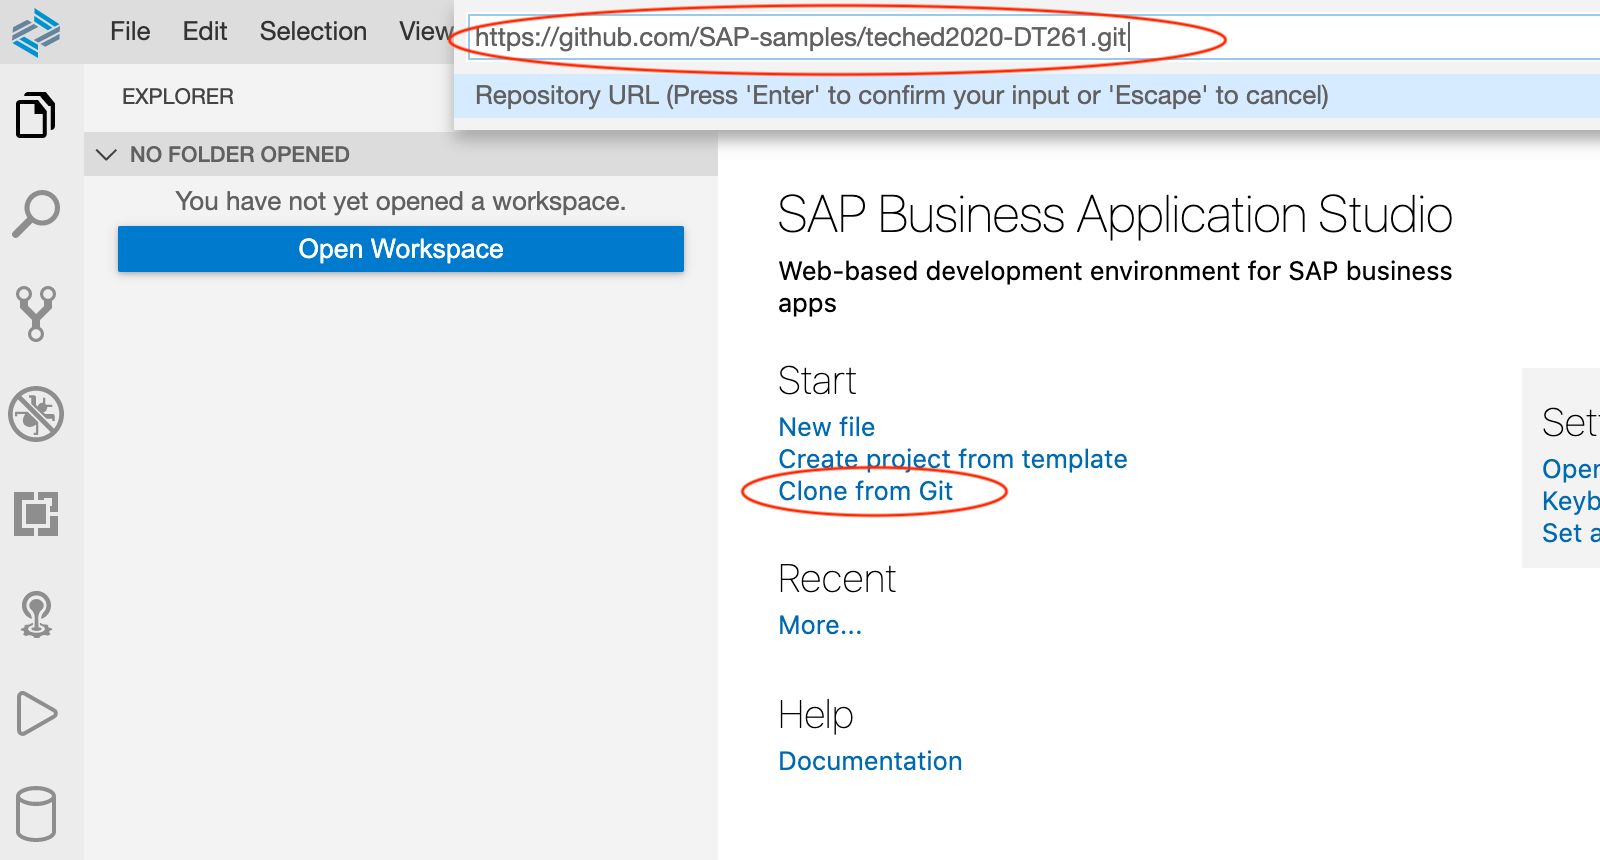 File Edit Selection View
https://github.com/SAP-samples/teched2020-DT261.git
Repository URL (Press 'Enter' to confirm your input or 'Escape' to cancel)
EXPLORER
NO FOLDER OPENED
You have not yet opened a workspace.
Open Workspace
SAP Business Application Studio
Web-based development environment for SAP business
apps
Start
New file
Create project from template
Clone from Git
Recent
More...
Help
Documentation
Set a